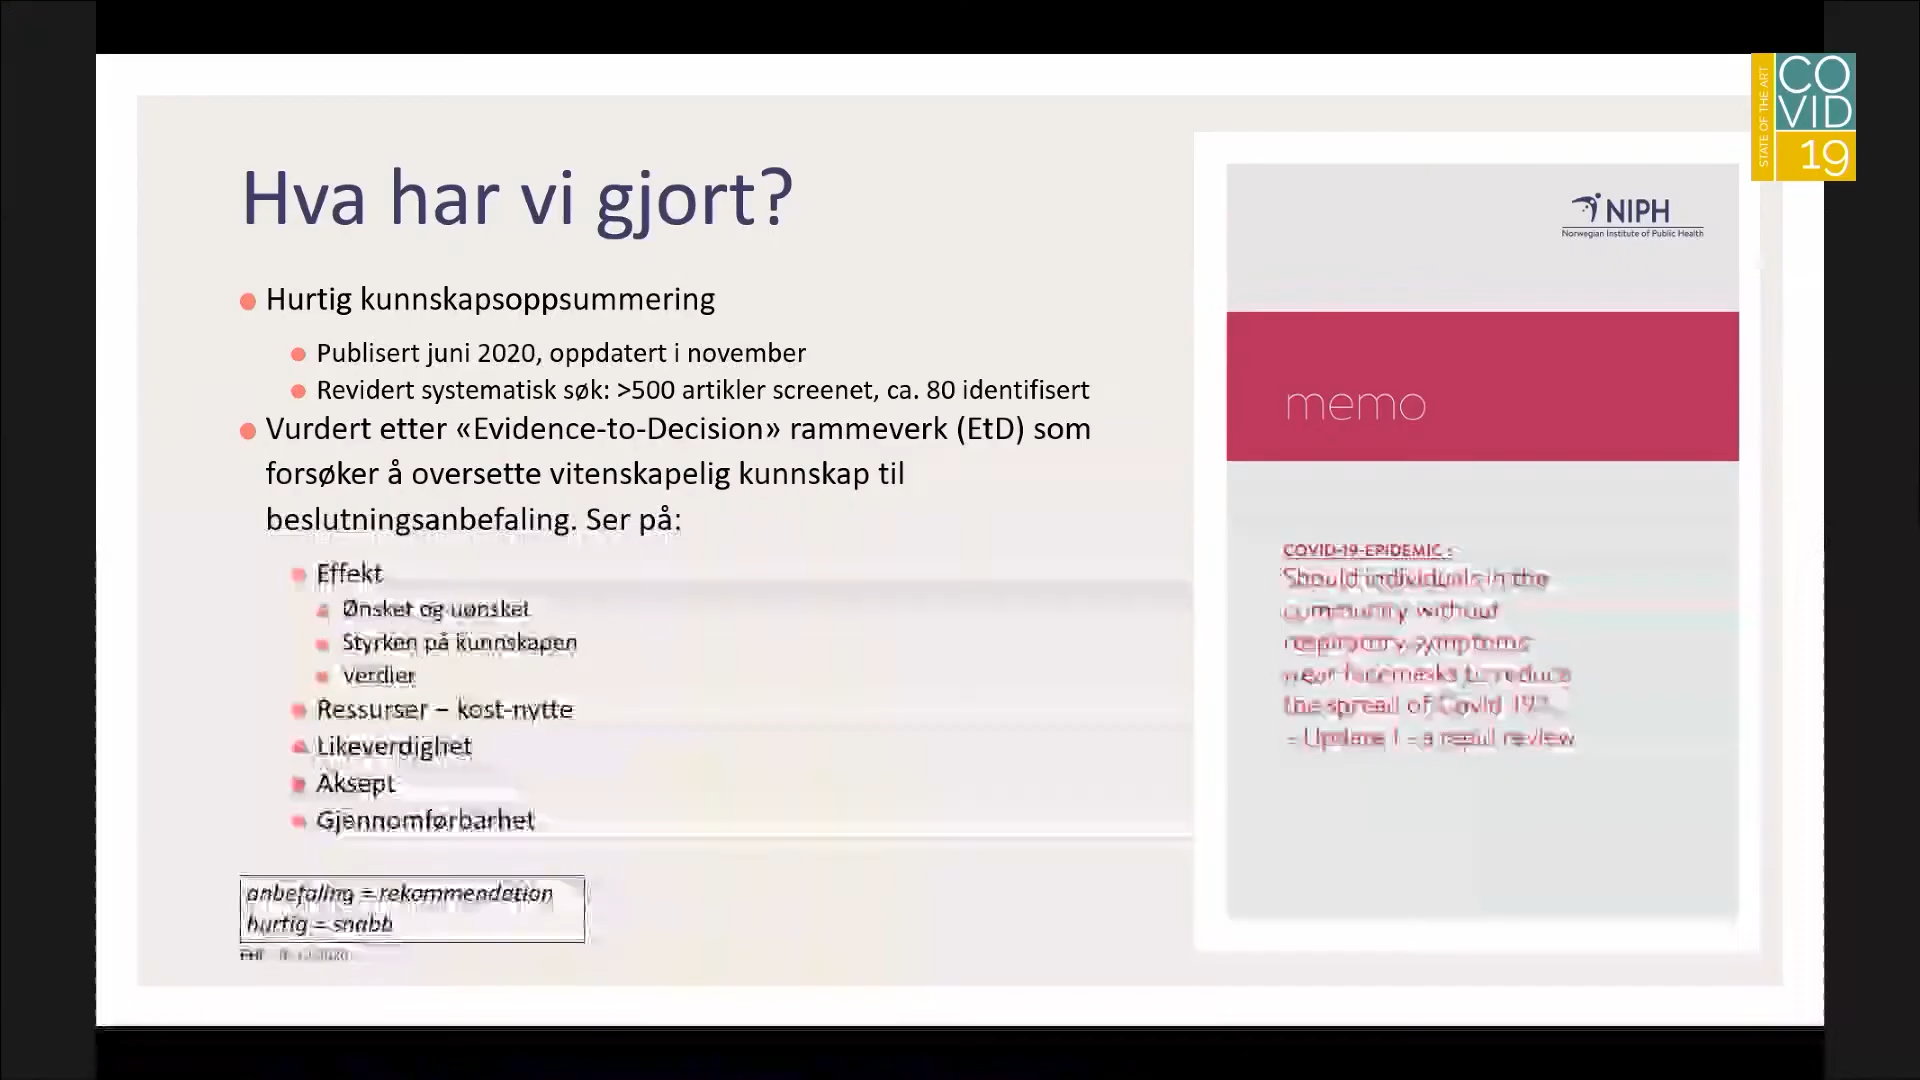 Hva har vi gjort?
Hurtig kunnskapsoppsummering
Publisert juni 2020, oppdatert i november
Revidert systematisk søk: >500 artikler screenet, ca. 80 identifisert
Vurdert etter «Evidence-to-Decision» rammeverk (EtD) som
forsøker å oversette vitenskapelig kunnskap til
beslutningsanbefaling. Ser på:
Effekt
Ønsket og uønsket
Styrken på kunnskapen
Verdier
Ressurser – kost-nytte
Likeverdighet
Aksept
Gjennomførbarhet
anbefaling = rekommendation
hurtig = snabb
NIPH
Norwegian Institute of Public Health
memo
COVID-19-EPIDEMIC :
Should individuals in the
community without
respiratory symptoms
wear facemasks to reduce
the spread of Covid-19?
– Update 1 – a rapid review
STATE OF THE ART
CO
VID
19